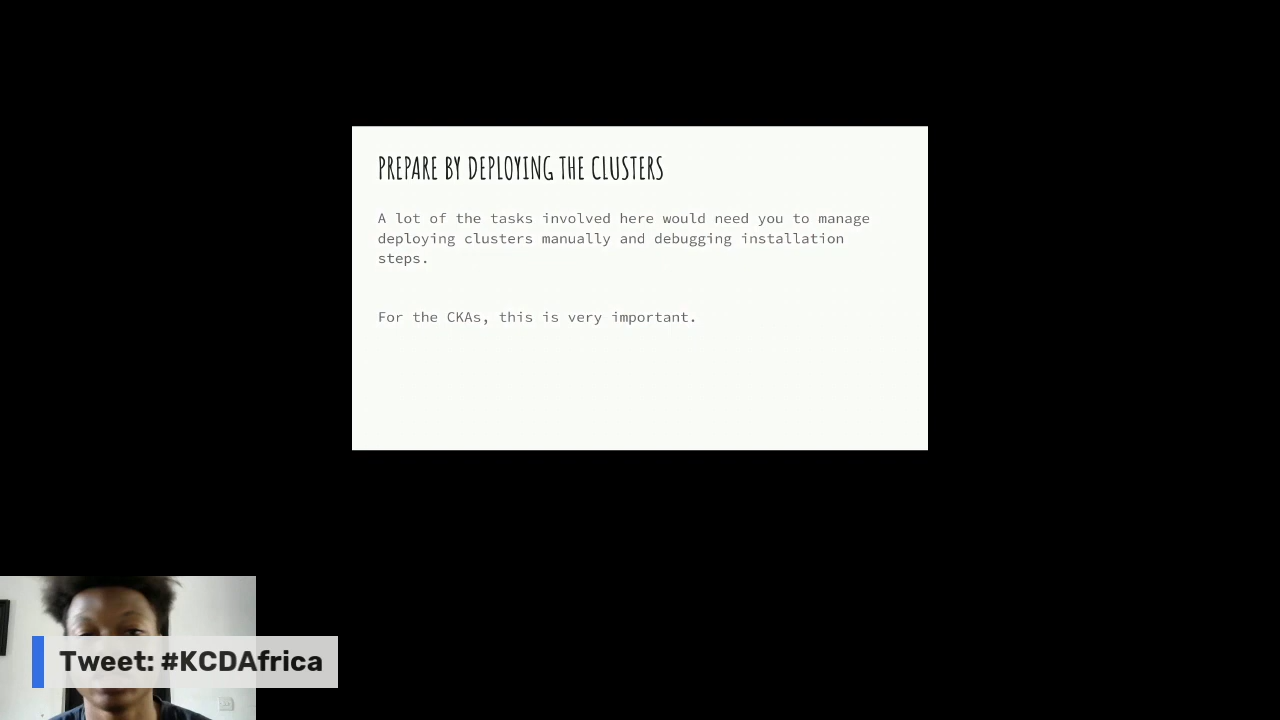 PREPARE BY DEPLOYING THE CLUSTERS
A lot of the tasks involved here would need you to manage
deploying clusters manually and debugging installation
steps.
For the CKAs, this is very important.
Tweet: #KCDAfrica